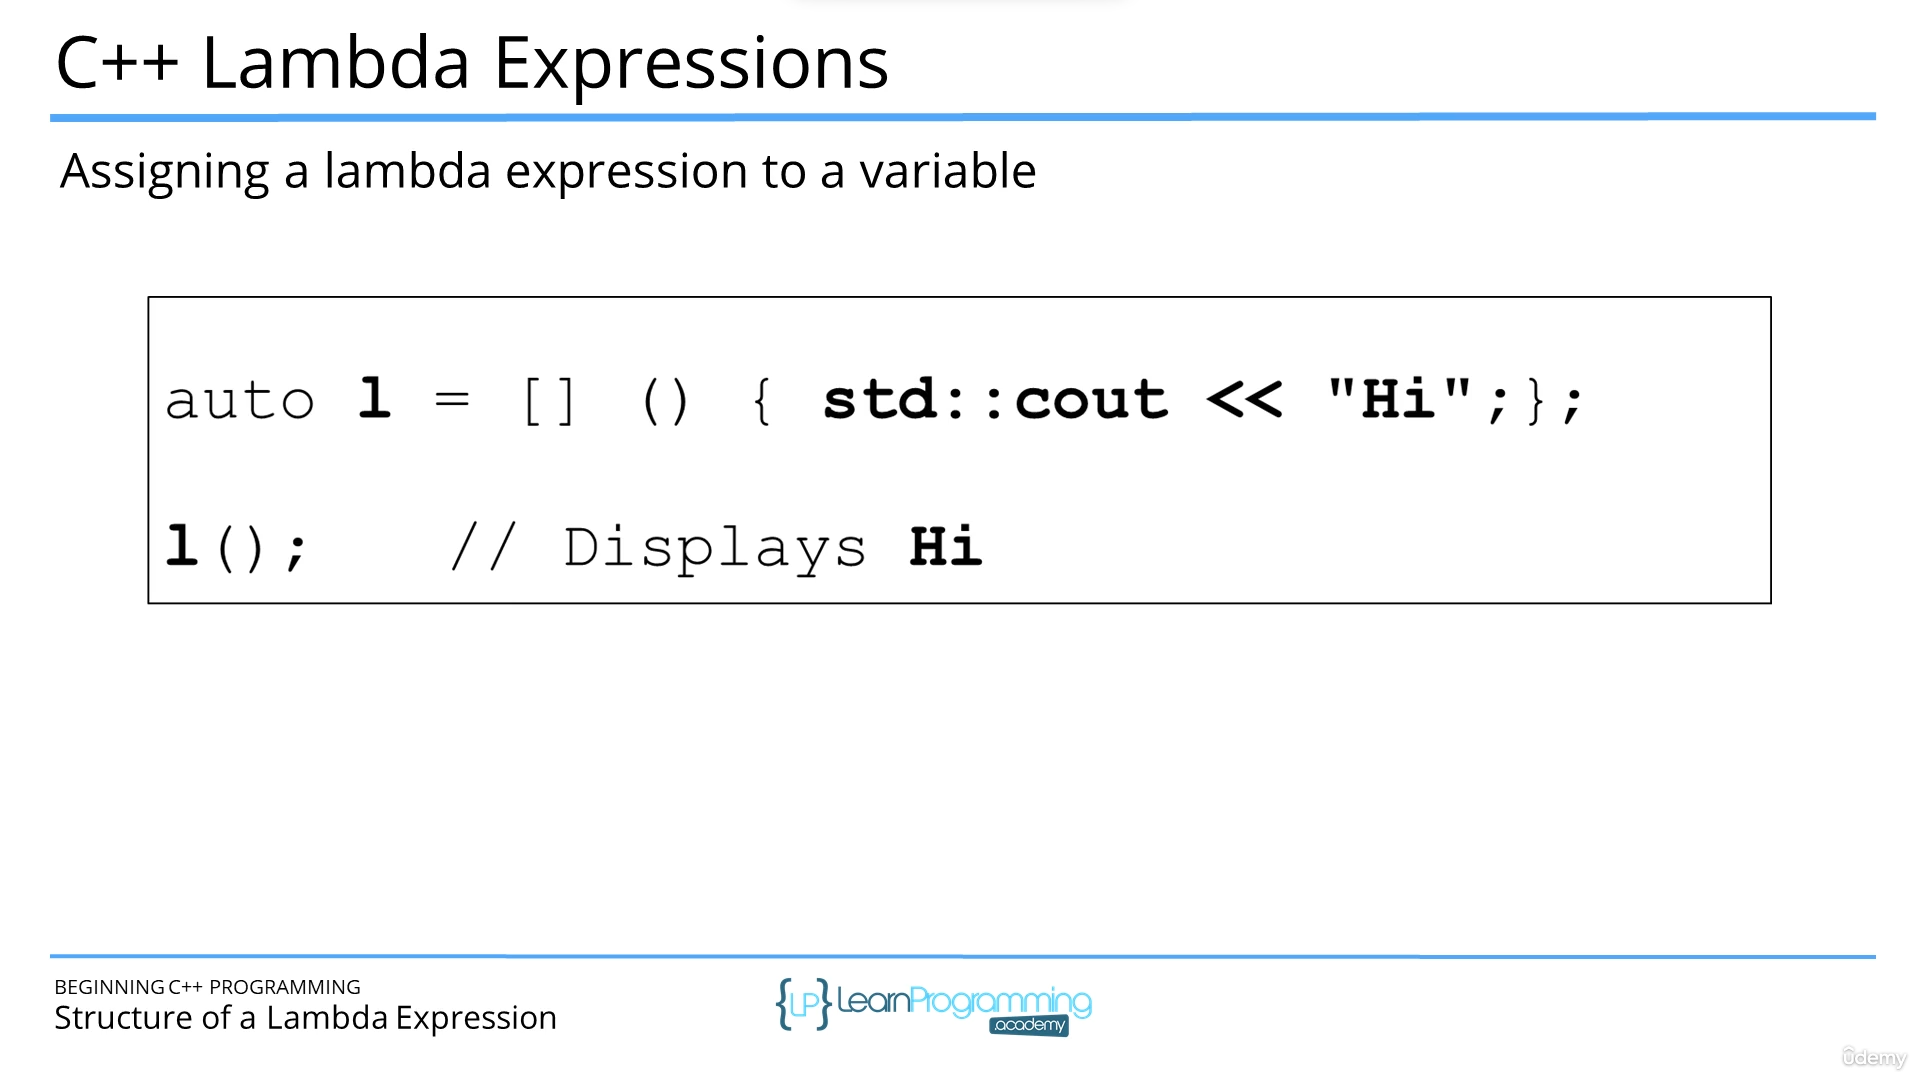 C++ Lambda Expressions
Assigning a lambda expression to a variable
auto l = [] () { std::cout << "Hi";};
l();   // Displays Hi
BEGINNING C++ PROGRAMMING
Structure of a Lambda Expression
{LP} LearnProgramming
academy
ûdemy